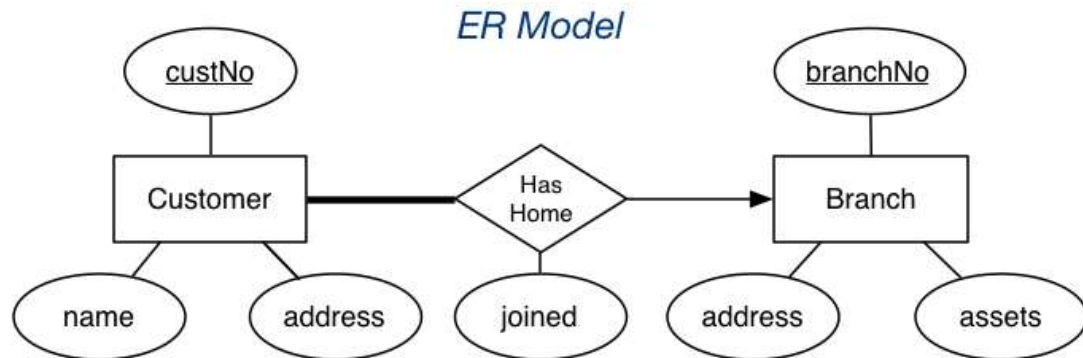 ER Model
custNo
branchNo
Customer
Has
Home
Branch
name
address
joined
address
assets